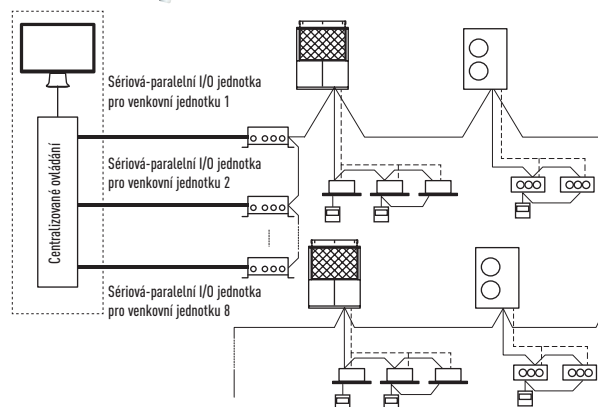 Sériová-paralelní I/O jednotka
pro venkovní jednotku 1
Centralizované ovládání
Sériová-paralelní I/O jednotka
pro venkovní jednotku 2
Sériová-paralelní I/O jednotka
pro venkovní jednotku 8